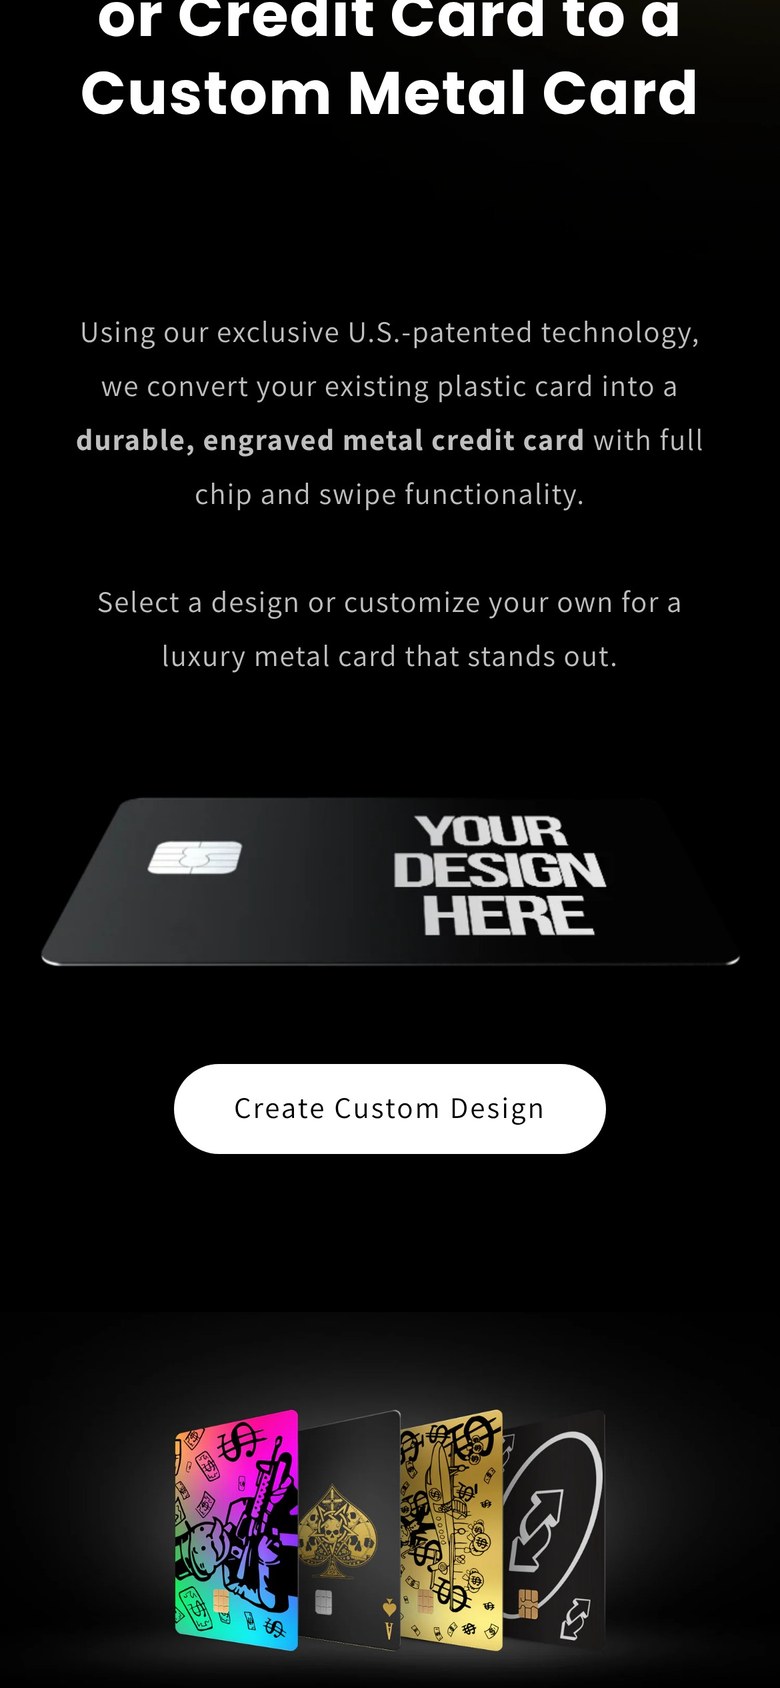 or Credit Card to a
Custom Metal Card
Using our exclusive U.S.-patented technology,
we convert your existing plastic card into a
durable, engraved metal credit card with full
chip and swipe functionality.
Select a design or customize your own for a
luxury metal card that stands out.
YOUR
DESIGN
HERE
Create Custom Design
A